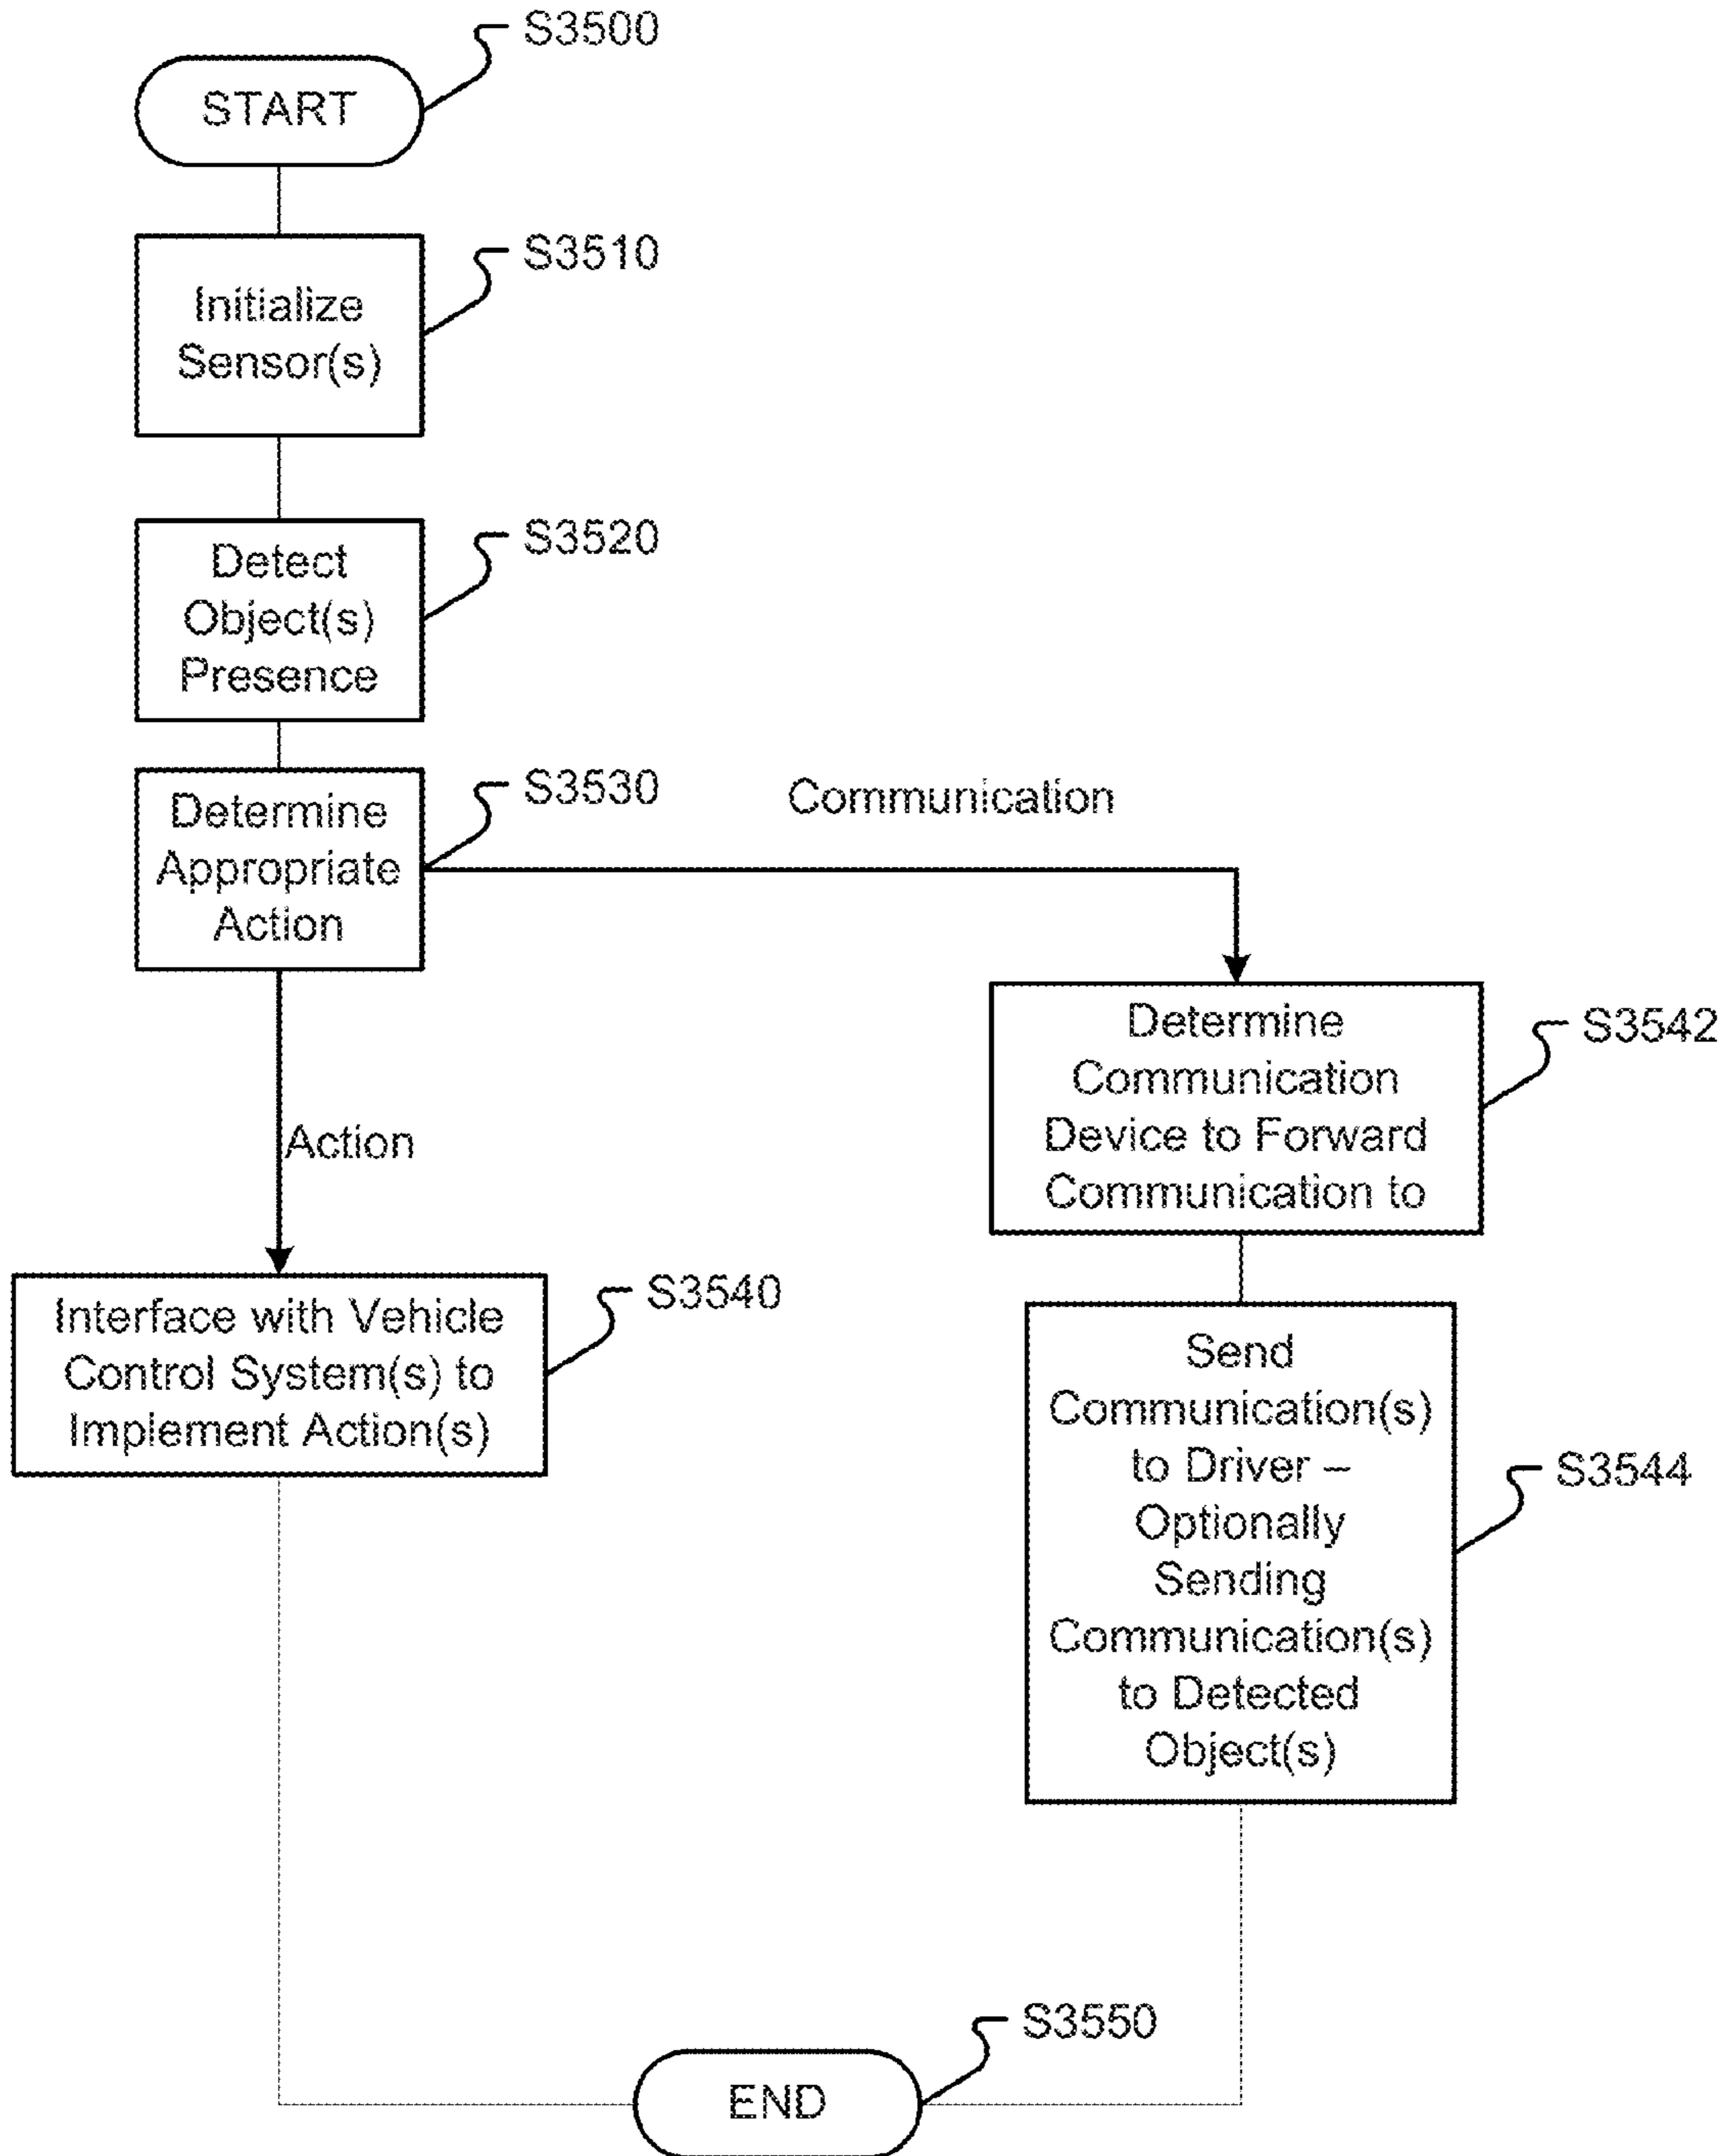 S3500
START
S3510
Initialize
Sensor(s)
S3520
Detect
Object(s)
Presence
S3530
Determine
Appropriate
Action
Communication
Determine
Communication
Device to Forward
Communication to
S3542
Action
Interface with Vehicle
Control System(s) to
Implement Action(s)
S3540
Send
Communication(s)
to Driver –
Optionally
Sending
Communication(s)
to Detected
Object(s)
S3544
S3550
END